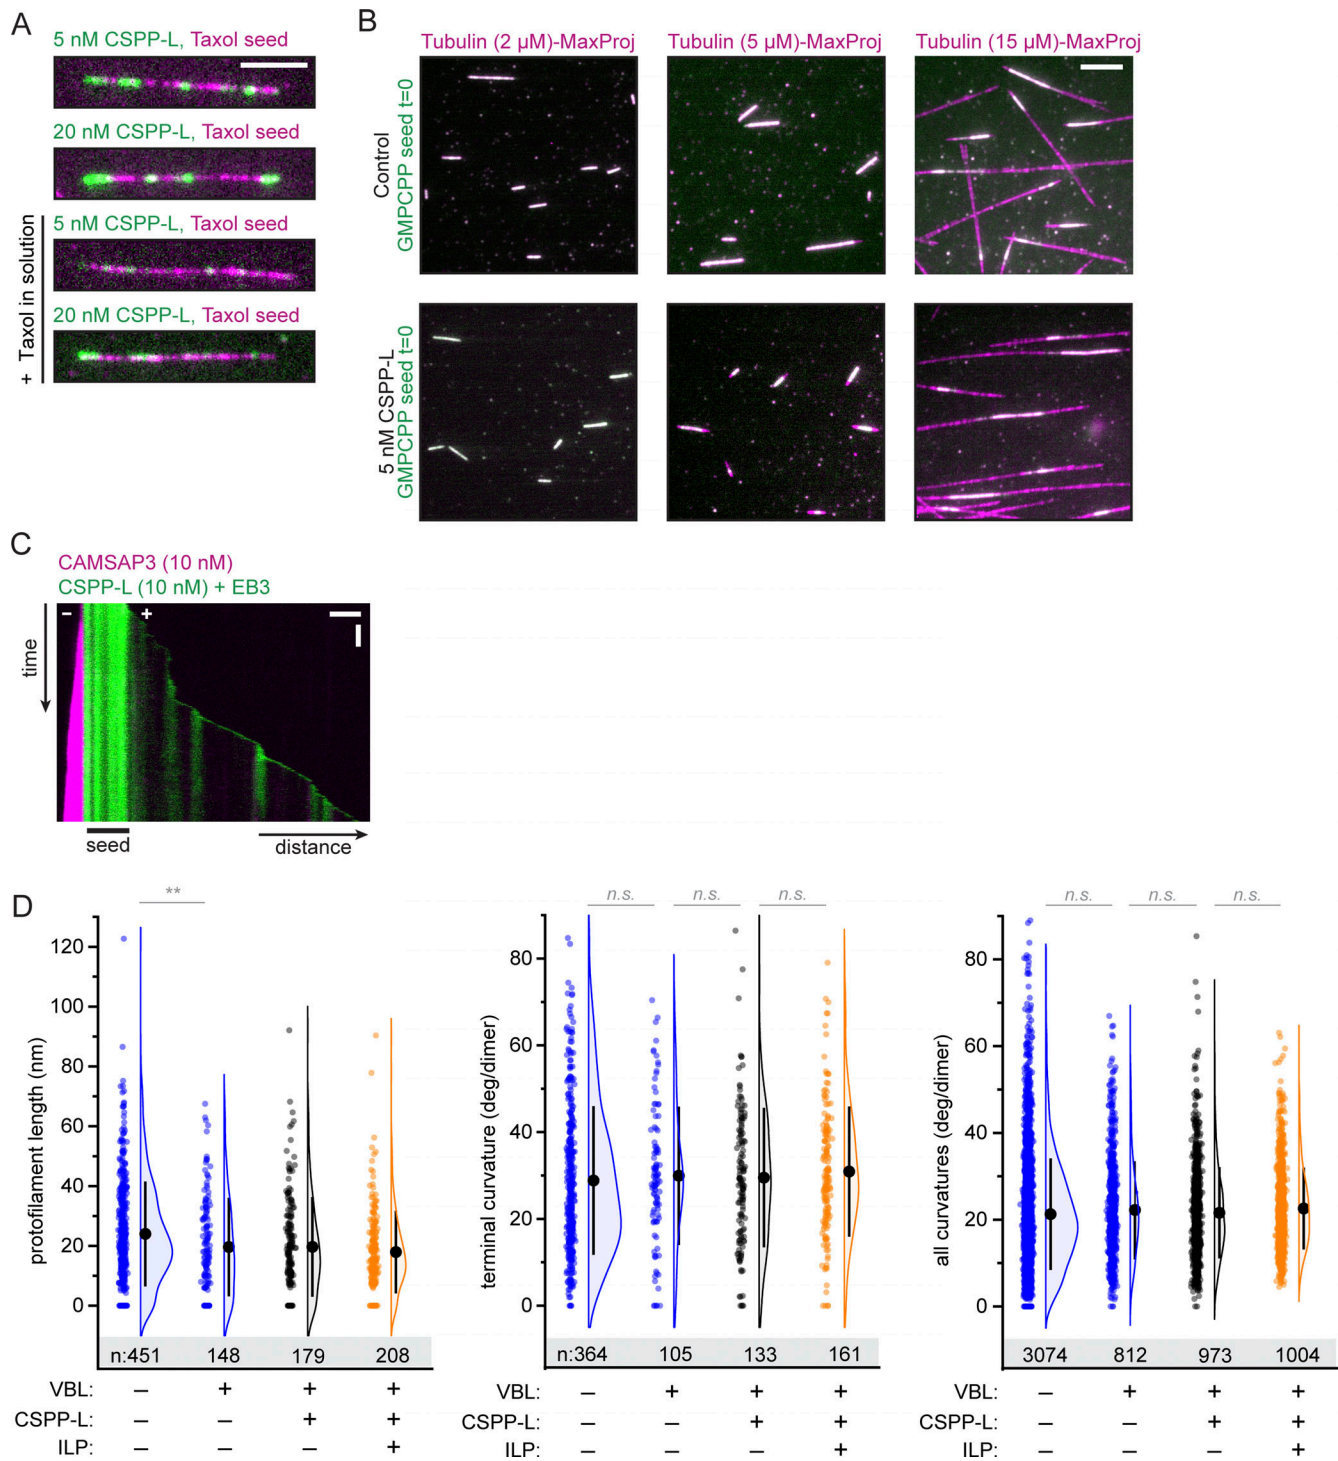 A
5 nM CSPP-L, Taxol seed
20 nM CSPP-L, Taxol seed
5 nM CSPP-L, Taxol seed
20 nM CSPP-L, Taxol seed
+ Taxol in solution
B
Tubulin (2 µM)-MaxProj
Tubulin (5 µM)-MaxProj
Tubulin (15 µM)-MaxProj
Control
GMPCPP seed t=0
5 nM CSPP-L
GMPCPP seed t=0
C
CAMSAP3 (10 nM)
CSPP-L (10 nM) + EB3
− +
time
seed
distance
D
**
protofilament length (nm)
120
100
80
60
40
20
0
n:451 148 179 208
VBL: − + + +
CSPP-L: − − + +
ILP: − − − +
n.s. n.s. n.s.
terminal curvature (deg/dimer)
80
60
40
20
0
n:364 105 133 161
VBL: − + + +
CSPP-L: − − + +
ILP: − − − +
n.s. n.s. n.s.
all curvatures (deg/dimer)
80
60
40
20
0
3074 812 973 1004
VBL: − + + +
CSPP-L: − − + +
ILP: − − − +